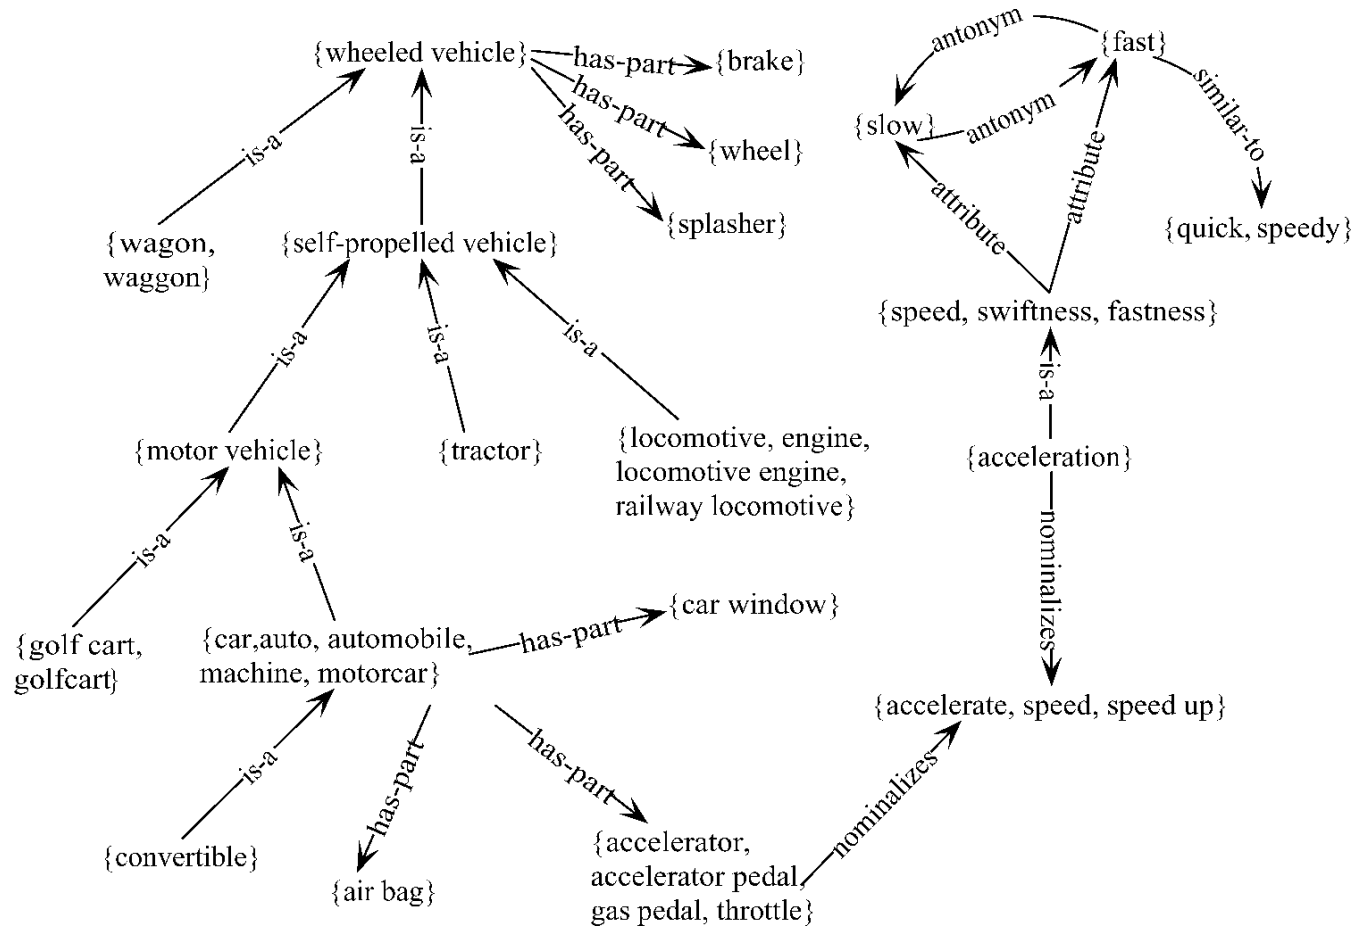 {wheeled vehicle}
has-part
{brake}
has-part
{wheel}
has-part
{splasher}
is-a
is-a
{wagon,
waggon}
{self-propelled vehicle}
is-a
is-a
is-a
{motor vehicle}
{tractor}
{locomotive, engine,
locomotive engine,
railway locomotive}
is-a
is-a
{golf cart,
golfcart}
{car,auto, automobile,
machine, motorcar}
has-part
{car window}
is-a
has-part
has-part
{convertible}
{air bag}
{accelerator,
accelerator pedal,
gas pedal, throttle}
nominalizes
antonym
{fast}
{slow}
antonym
similar-to
{quick, speedy}
attribute
attribute
{speed, swiftness, fastness}
is-a
{acceleration}
nominalizes
{accelerate, speed, speed up}